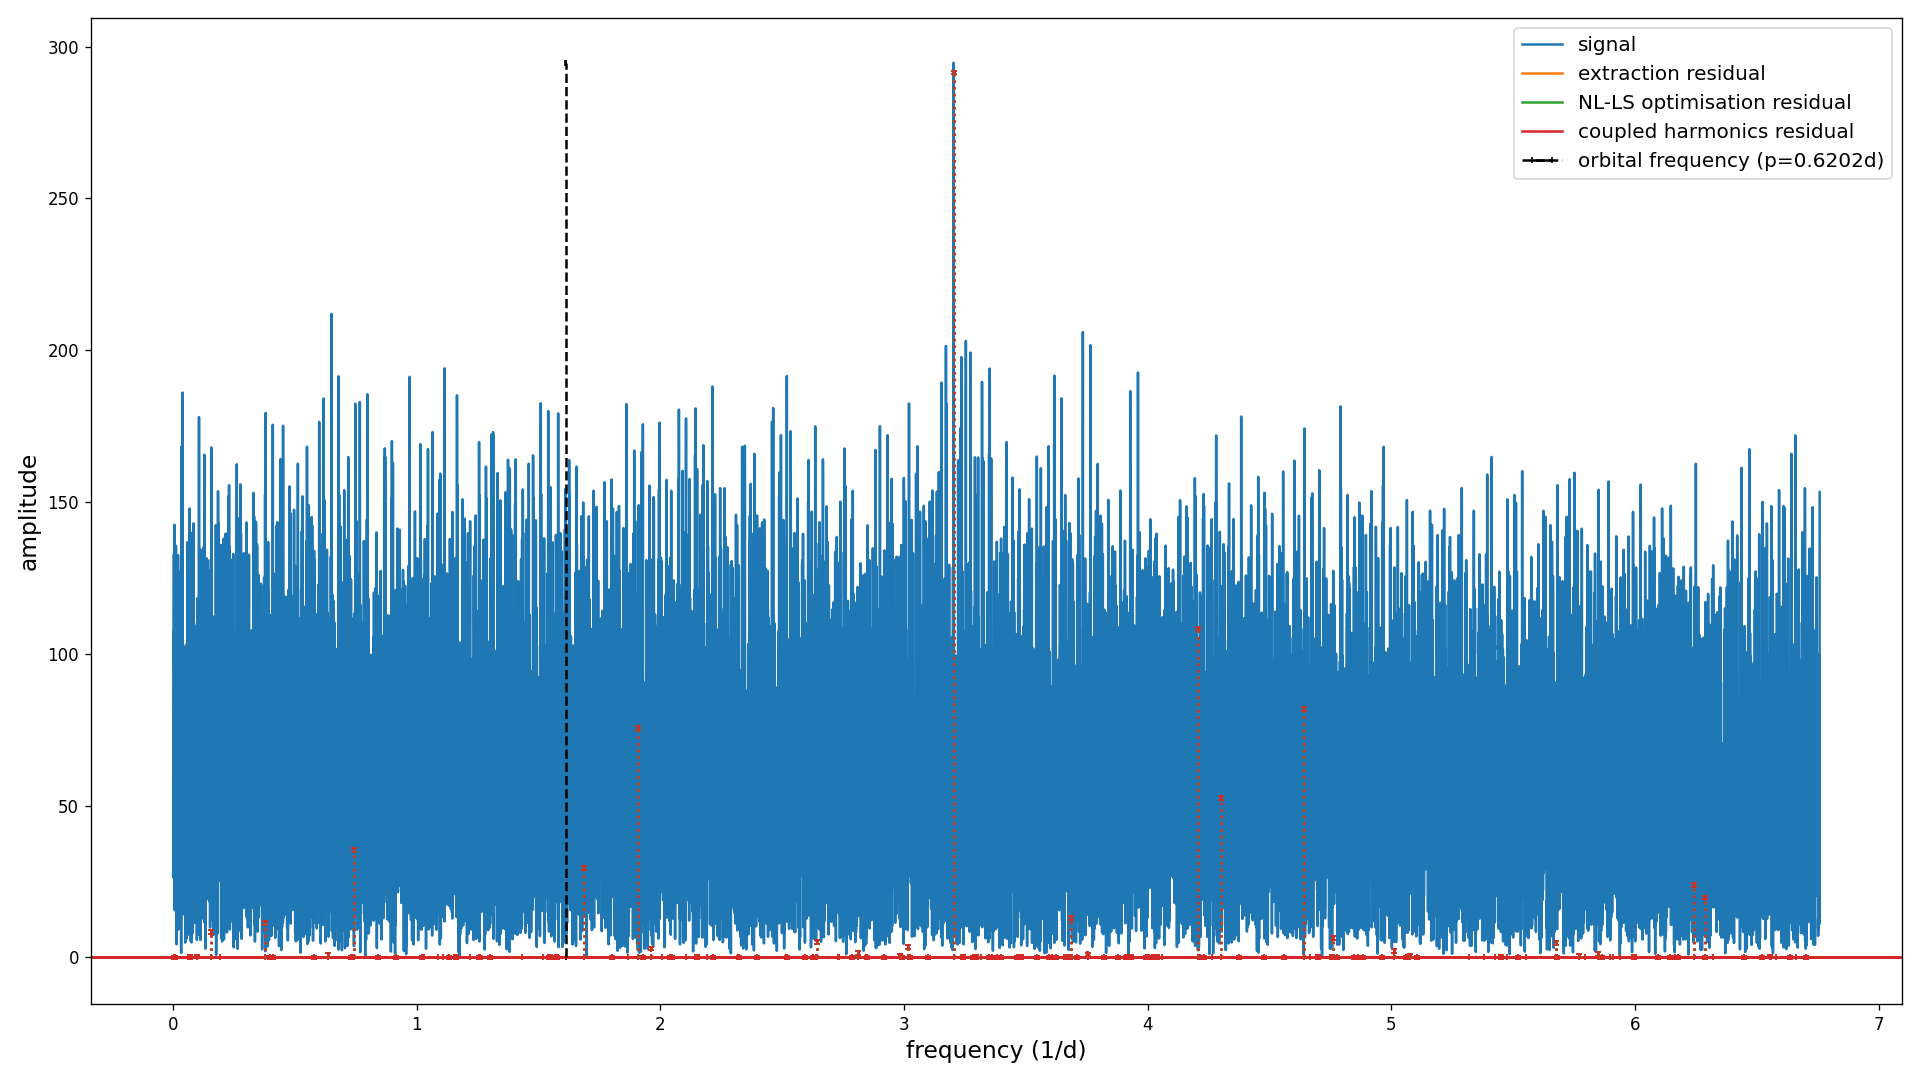 300
250
200
150
100
50
0
amplitude
signal
extraction residual
NL-LS optimisation residual
coupled harmonics residual
orbital frequency (p=0.6202d)
0 1 2 3 4 5 6 7
frequency (1/d)